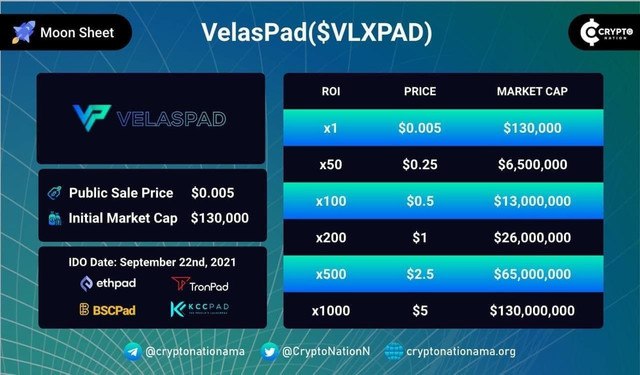 Moon Sheet
VelasPad($VLXPAD)
CRYPTO
NATION
VP VELASPAD
Public Sale Price $0.005
Initial Market Cap $130,000
IDO Date: September 22nd, 2021
ethpad TronPad
BSCPad KCCPAD
ROI PRICE MARKET CAP
x1 $0.005 $130,000
x50 $0.25 $6,500,000
x100 $0.5 $13,000,000
x200 $1 $26,000,000
x500 $2.5 $65,000,000
x1000 $5 $130,000,000
@cryptonationama @CryptoNationN cryptonationama.org